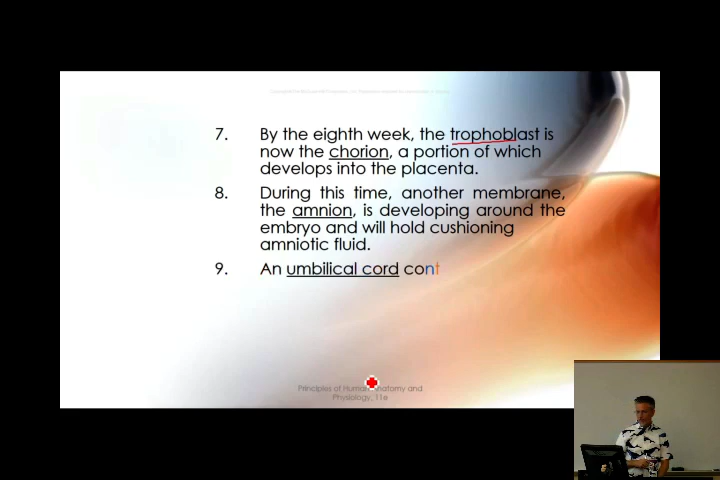 7. By the eighth week, the trophoblast is
now the chorion, a portion of which
develops into the placenta.
8. During this time, another membrane,
the amnion, is developing around the
embryo and will hold cushioning
amniotic fluid.
9. An umbilical cord cont
Principles of Human Anatomy and
Physiology, 11e